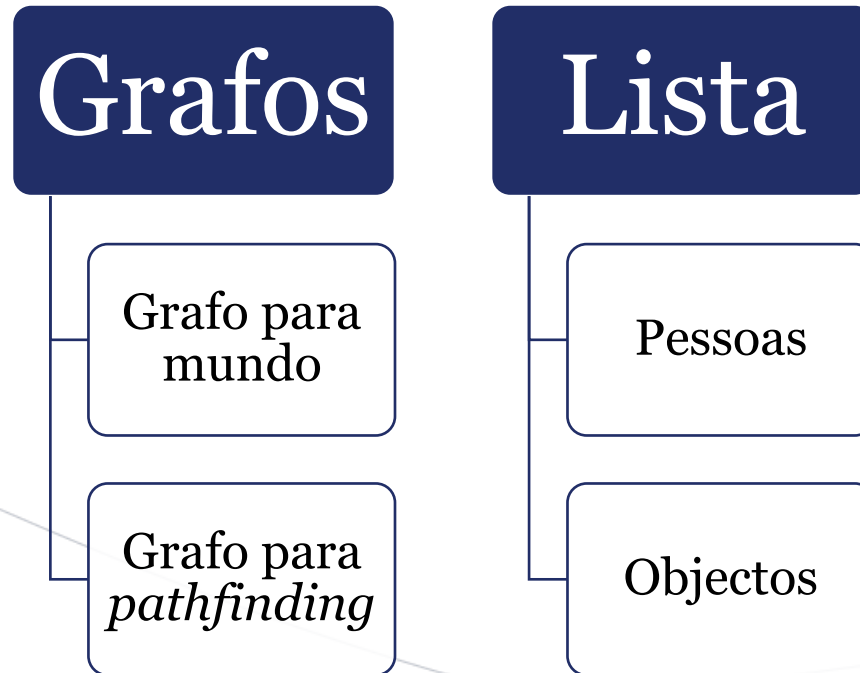 Grafos
Grafo para
mundo
Grafo para
pathfinding
Lista
Pessoas
Objectos